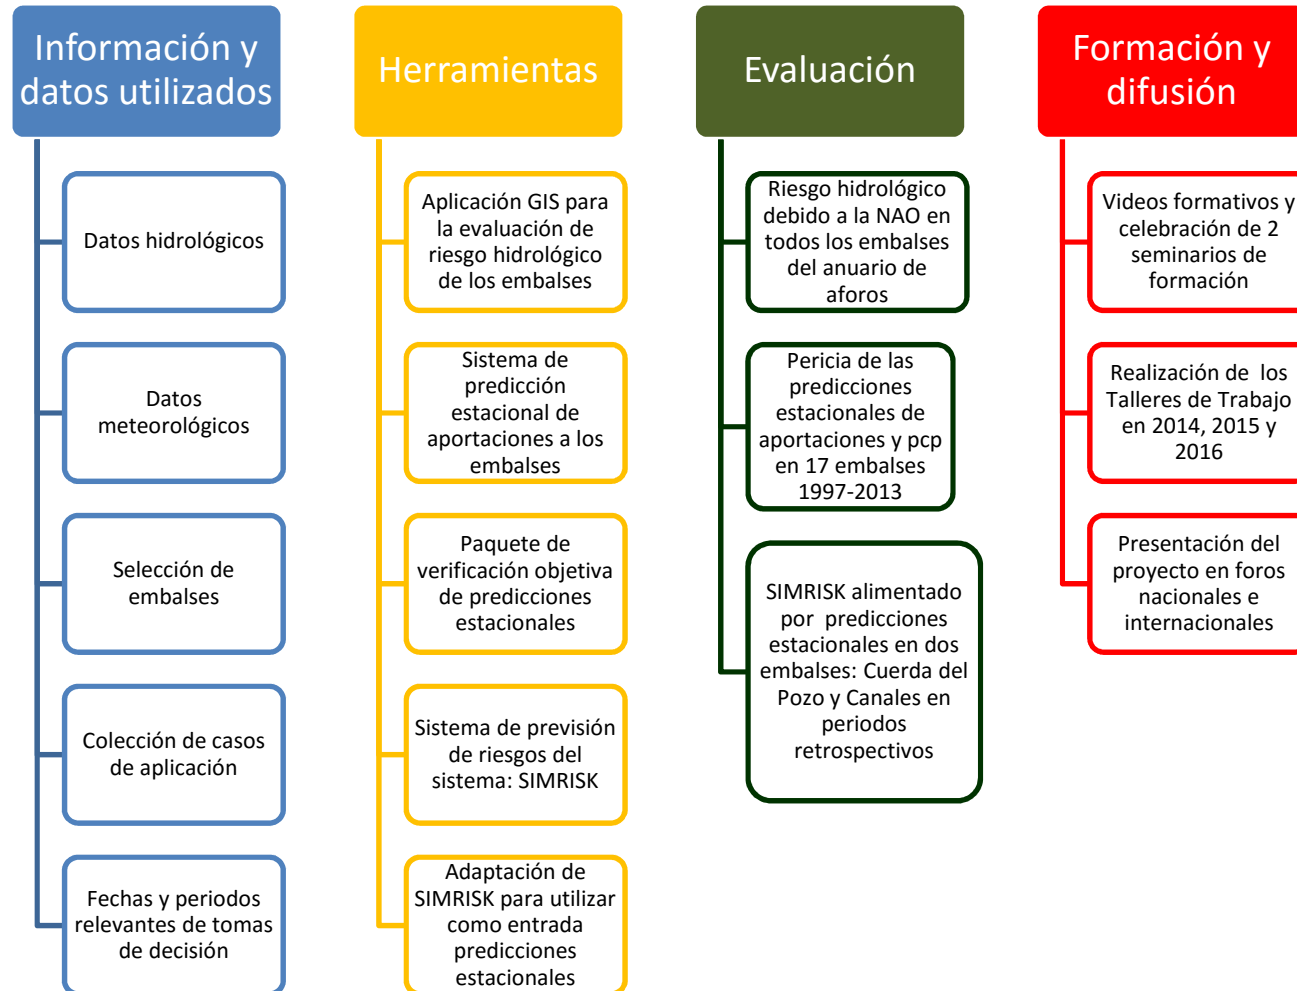 Información y
datos utilizados
Datos hidrológicos
Datos
meteorológicos
Selección de
embalses
Colección de casos
de aplicación
Fechas y periodos
relevantes de tomas
de decisión
Herramientas
Aplicación GIS para
la evaluación de
riesgo hidrológico
de los embalses
Sistema de
predicción
estacional de
aportaciones a los
embalses
Paquete de
verificación objetiva
de predicciones
estacionales
Sistema de previsión
de riesgos del
sistema: SIMRISK
Adaptación de
SIMRISK para utilizar
como entrada
predicciones
estacionales
Evaluación
Riesgo hidrológico
debido a la NAO en
todos los embalses
del anuario de
aforos
Pericia de las
predicciones
estacionales de
aportaciones y pcp
en 17 embalses
1997-2013
SIMRISK alimentado
por predicciones
estacionales en dos
embalses: Cuerda del
Pozo y Canales en
periodos
retrospectivos
Formación y
difusión
Videos formativos y
celebración de 2
seminarios de
formación
Realización de los
Talleres de Trabajo
en 2014, 2015 y
2016
Presentación del
proyecto en foros
nacionales e
internacionales